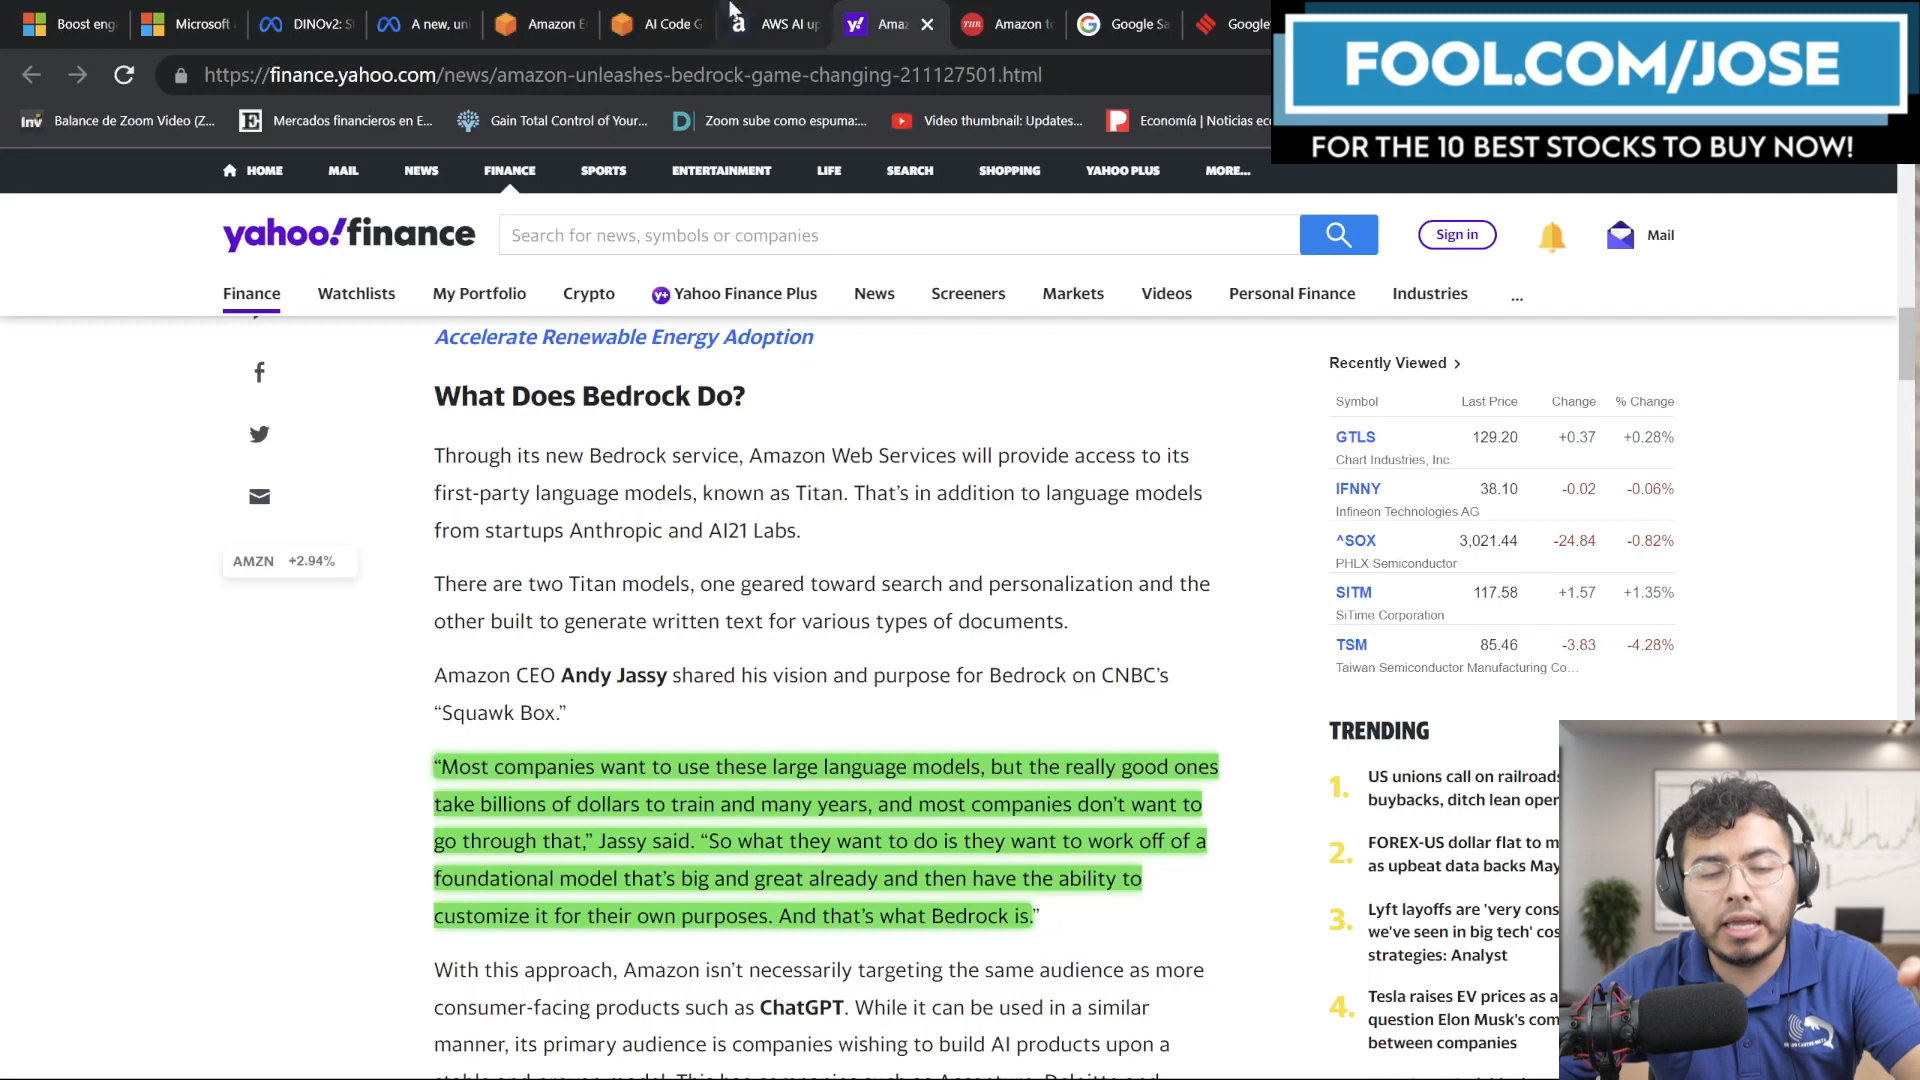 Boost eng
Microsoft
DINOv2: S
A new, uni
Amazon E
AI Code G
AWS AI up
Amaz
Amazon to
Google Sa
Google
https://finance.yahoo.com/news/amazon-unleashes-bedrock-game-changing-211127501.html
Balance de Zoom Video (Z...
Mercados financieros en E...
Gain Total Control of Your...
Zoom sube como espuma:...
Video thumbnail: Updates...
Economía | Noticias eco
FOOL.COM/JOSE
FOR THE 10 BEST STOCKS TO BUY NOW!
HOME MAIL NEWS FINANCE SPORTS ENTERTAINMENT LIFE SEARCH SHOPPING YAHOO PLUS MORE...
yahoo!finance
Search for news, symbols or companies
Sign in
Mail
Finance Watchlists My Portfolio Crypto Yahoo Finance Plus News Screeners Markets Videos Personal Finance Industries ...
Accelerate Renewable Energy Adoption
What Does Bedrock Do?
Through its new Bedrock service, Amazon Web Services will provide access to its
first-party language models, known as Titan. That’s in addition to language models
from startups Anthropic and AI21 Labs.
AMZN +2.94%
There are two Titan models, one geared toward search and personalization and the
other built to generate written text for various types of documents.
Amazon CEO Andy Jassy shared his vision and purpose for Bedrock on CNBC’s
“Squawk Box.”
“Most companies want to use these large language models, but the really good ones
take billions of dollars to train and many years, and most companies don’t want to
go through that,” Jassy said. “So what they want to do is they want to work off of a
foundational model that’s big and great already and then have the ability to
customize it for their own purposes. And that’s what Bedrock is.”
With this approach, Amazon isn’t necessarily targeting the same audience as more
consumer-facing products such as ChatGPT. While it can be used in a similar
manner, its primary audience is companies wishing to build AI products upon a
Recently Viewed
Symbol Last Price Change % Change
GTLS 129.20 +0.37 +0.28%
Chart Industries, Inc.
IFNNY 38.10 -0.02 -0.06%
Infineon Technologies AG
^SOX 3,021.44 -24.84 -0.82%
PHLX Semiconductor
SITM 117.58 +1.57 +1.35%
SiTime Corporation
TSM 85.46 -3.83 -4.28%
Taiwan Semiconductor Manufacturing Co...
TRENDING
1. US unions call on railroads
buybacks, ditch lean oper
2. FOREX-US dollar flat to m
as upbeat data backs May
3. Lyft layoffs are 'very cons
we've seen in big tech' cos
strategies: Analyst
4. Tesla raises EV prices as a
question Elon Musk's com
between companies